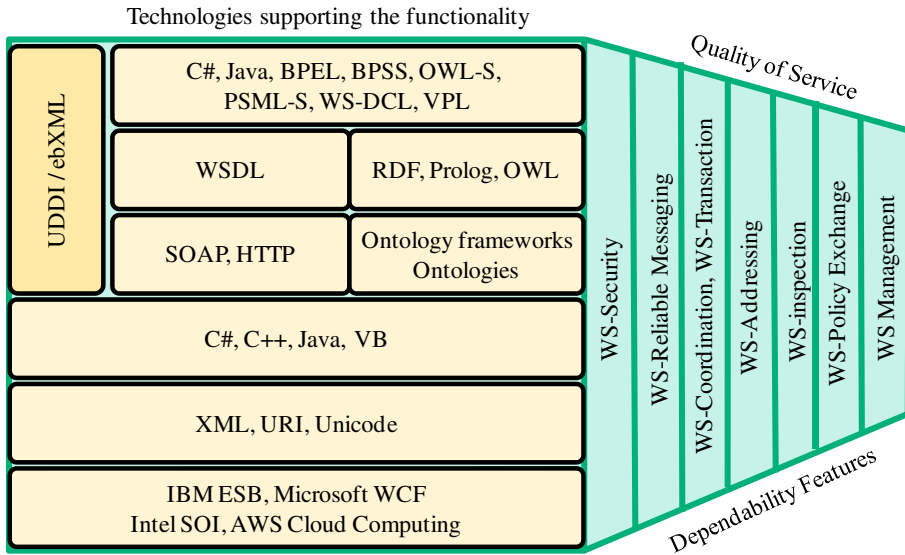 Technologies supporting the functionality
UDDI / ebXML
C#, Java, BPEL, BPSS, OWL-S,
PSML-S, WS-DCL, VPL
WSDL
RDF, Prolog, OWL
SOAP, HTTP
Ontology frameworks
Ontologies
C#, C++, Java, VB
XML, URI, Unicode
IBM ESB, Microsoft WCF
Intel SOI, AWS Cloud Computing
Quality of Service
WS-Security
WS-Reliable Messaging
WS-Coordination, WS-Transaction
WS-Addressing
WS-inspection
WS-Policy Exchange
WS Management
Dependability Features